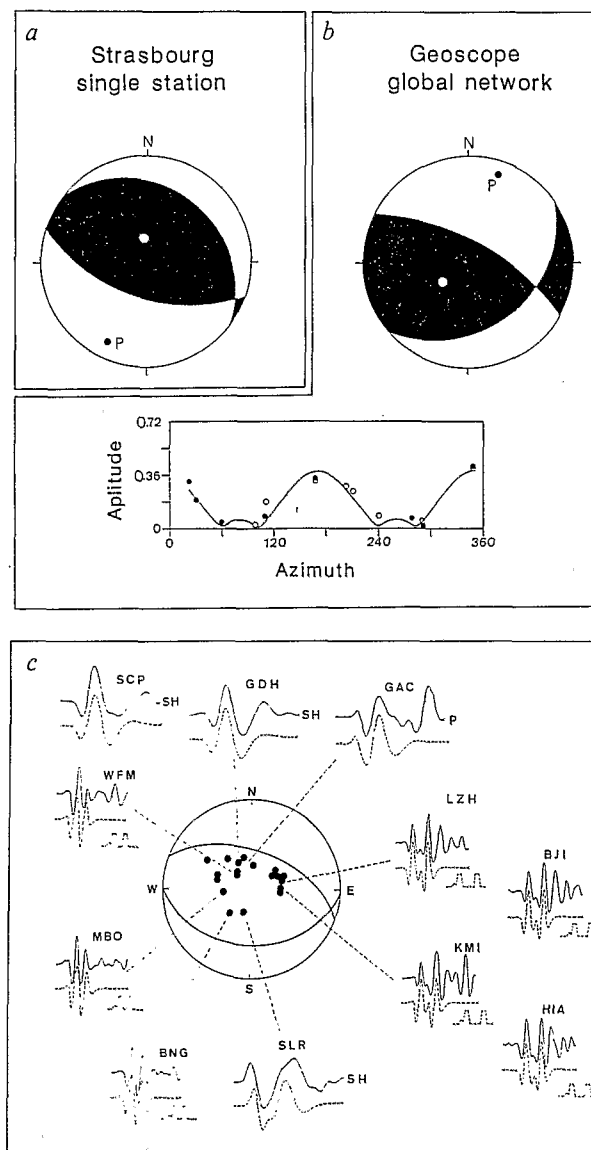 a
Strasbourg
single station
N
P
b
Geoscope
global network
N
P
0.72
0.36
0
Aplitude
0
120
240
360
Azimuth
c
SCP
SH
GDH
SH
GAC
P
WFM
N
LZH
W
E
BJI
MBO
KMI
S
HIA
BNG
SLR
SH